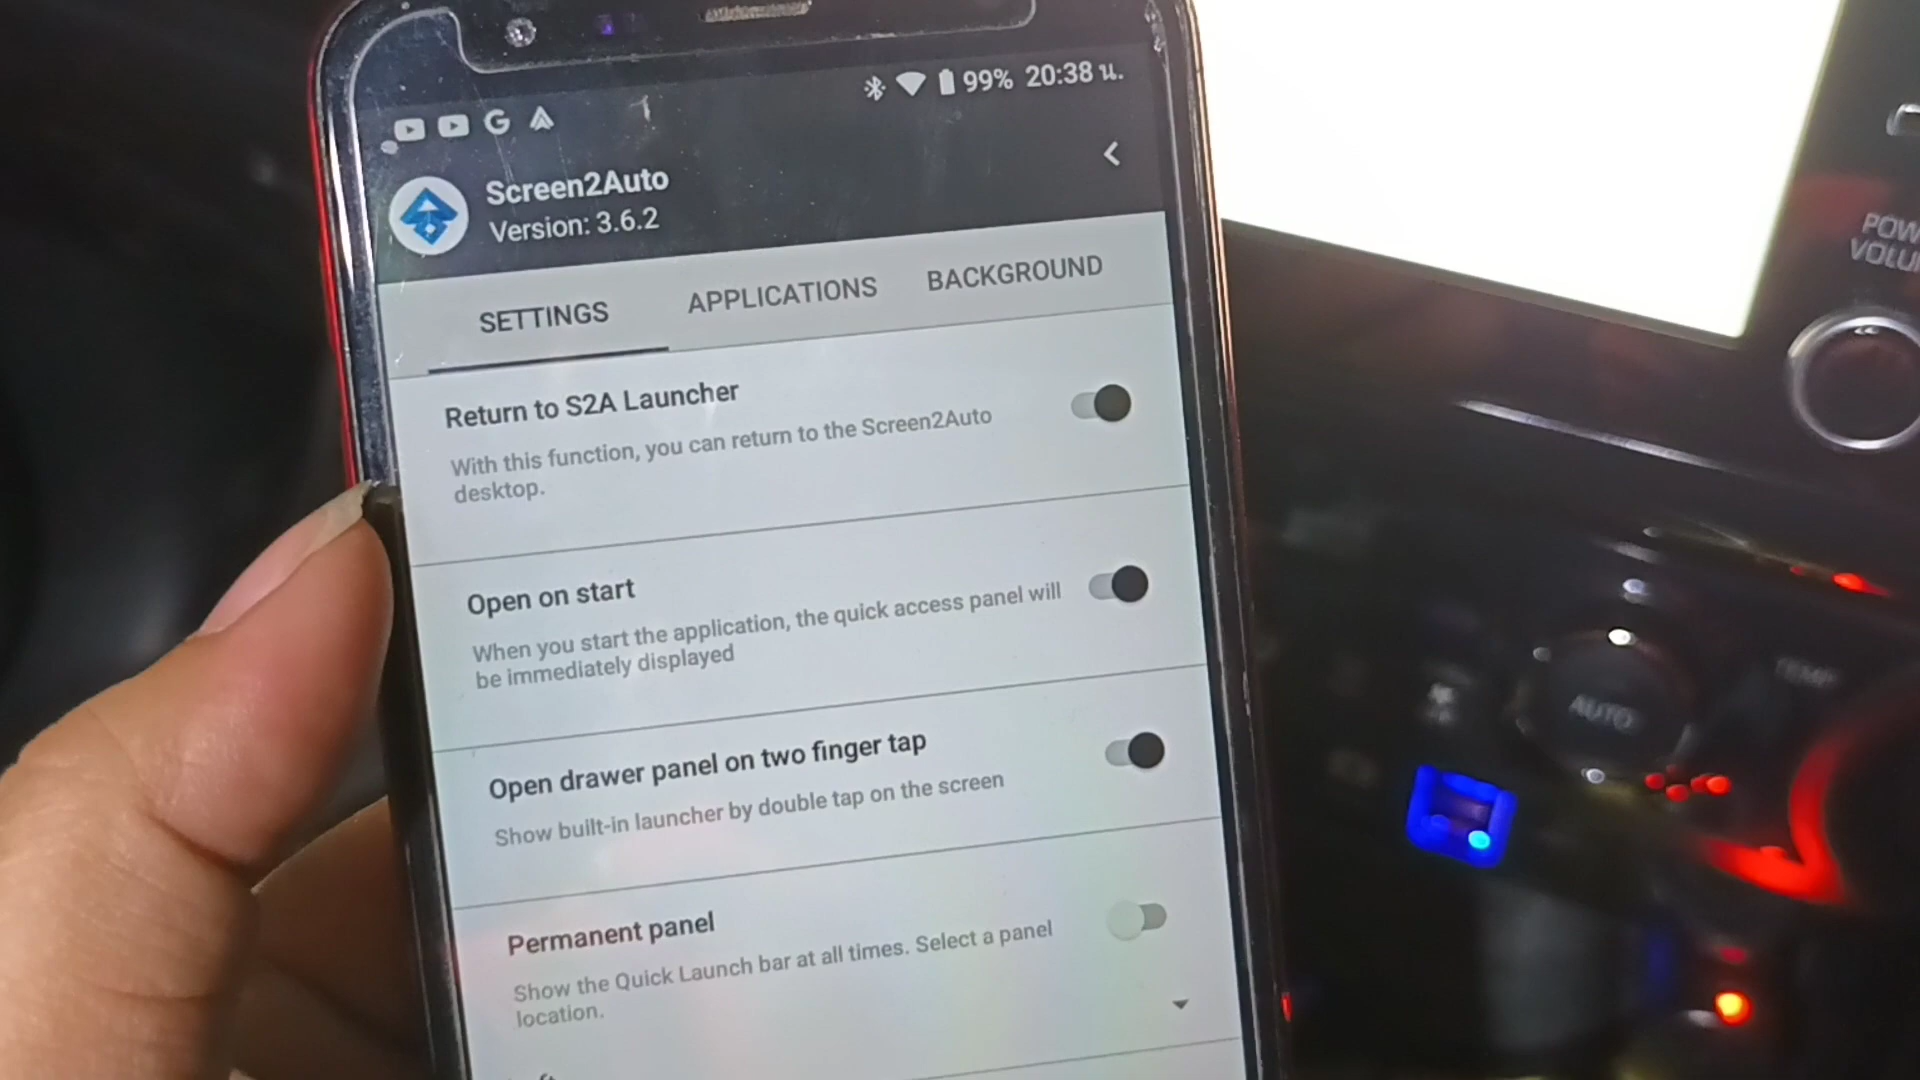 99% 20:38 น.
Screen2Auto
Version: 3.6.2
SETTINGS APPLICATIONS BACKGROUND
Return to S2A Launcher
With this function, you can return to the Screen2Auto
desktop.
Open on start
When you start the application, the quick access panel will
be immediately displayed
Open drawer panel on two finger tap
Show built-in launcher by double tap on the screen
Permanent panel
Show the Quick Launch bar at all times. Select a panel
location.
POW
VOLU
TEMP
AUTO